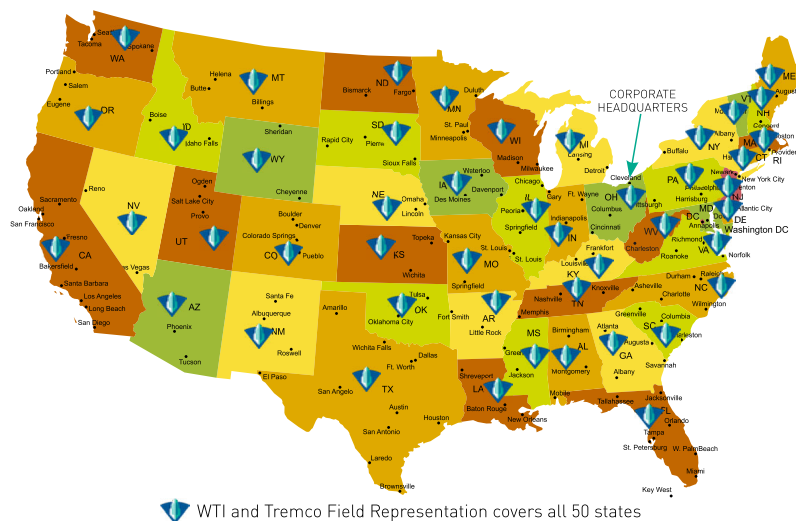 CORPORATE
HEADQUARTERS
Tacoma
Spokane
WA
Portland
Salem
Eugene
OR
Boise
ID
Idaho Falls
Helena
Butte
MT
Billings
Sheridan
WY
Cheyenne
Bismarck
ND
Fargo
Rapid City
SD
Pierre
Sioux Falls
Duluth
MN
St. Paul
Minneapolis
WI
Madison
Milwaukee
MI
Lansing
Detroit
IA
Waterloo
Des Moines
Davenport
NE
Omaha
Lincoln
Reno
NV
Sacramento
Oakland
San Francisco
Fresno
CA
Bakersfield
Santa Barbara
Los Angeles
Long Beach
San Diego
Ogden
Salt Lake City
Provo
UT
Boulder
Denver
Colorado Springs
CO
Pueblo
Topeka
KS
Wichita
Kansas City
St. Louis
MO
Springfield
Chicago
IL
Peoria
Springfield
St. Louis
Gary
Ft. Wayne
Indianapolis
IN
Cleveland
OH
Columbus
Cincinnati
Frankfort
Louisville
KY
WV
Charleston
Buffalo
Albany
NY
New York City
PA
Harrisburg
Pittsburgh
VT
NH
ME
MA
CT
RI
NJ
Atlantic City
MD
DC
DE
Annapolis
Washington DC
Richmond
VA
Roanoke
Norfolk
AZ
Phoenix
Tucson
Santa Fe
Albuquerque
NM
Roswell
El Paso
Amarillo
Tulsa
OK
Oklahoma City
Wichita Falls
Dallas
Ft. Worth
San Angelo
TX
Austin
Houston
San Antonio
Laredo
Brownsville
Fort Smith
AR
Little Rock
Shreveport
LA
Baton Rouge
New Orleans
MS
Jackson
Nashville
Knoxville
Memphis
TN
Birmingham
AL
Montgomery
Mobile
Atlanta
Augusta
GA
Albany
Savannah
Asheville
Durham
NC
Charlotte
Wilmington
Greenville
Columbia
SC
Tallahassee
Jacksonville
FL
Orlando
Tampa
St. Petersburg
W. PalmBeach
Miami
Key West
WTI and Tremco Field Representation covers all 50 states